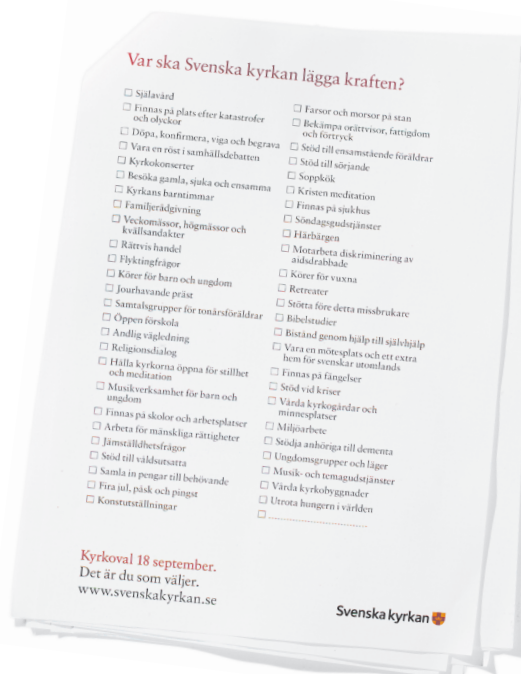 Var ska Svenska kyrkan lägga kraften?
Själavård
Finnas på plats efter katastrofer
och olyckor
Döpa, konfirmera, viga och begrava
Vara en röst i samhällsdebatten
Kyrkokonserter
Besöka gamla, sjuka och ensamma
Kyrkans barntimmar
Familjerådgivning
Veckomässor, högmässor och
kvällsandakter
Rättvis handel
Flyktingfrågor
Körer för barn och ungdom
Jourhavande präst
Samtalsgrupper för tonårsföräldrar
Öppen förskola
Andlig vägledning
Religionsdialog
Hålla kyrkorna öppna för stillhet
och meditation
Musikverksamhet för barn och
ungdom
Finnas på skolor och arbetsplatser
Arbeta för mänskliga rättigheter
Jämställdhetsfrågor
Stöd till våldsutsatta
Samla in pengar till behövande
Fira jul, påsk och pingst
Konstutställningar
Farsor och morsor på stan
Bekämpa orättvisor, fattigdom
och förtryck
Stöd till ensamstående föräldrar
Stöd till sörjande
Soppkök
Kristen meditation
Finnas på sjukhus
Söndagsgudstjänster
Härbärgen
Motarbeta diskriminering av
aidsdrabbade
Körer för vuxna
Retreater
Stötta före detta missbrukare
Bibelstudier
Bistånd genom hjälp till självhjälp
Vara en mötesplats och ett extra
hem för svenskar utomlands
Finnas på fängelser
Stöd vid kriser
Vårda kyrkogårdar och
minnesplatser
Miljöarbete
Stödja anhöriga till dementa
Ungdomsgrupper och läger
Musik- och temagudstjänster
Vårda kyrkobyggnader
Utrota hungern i världen
Kyrkoval 18 september.
Det är du som väljer.
www.svenskakyrkan.se
Svenska kyrkan